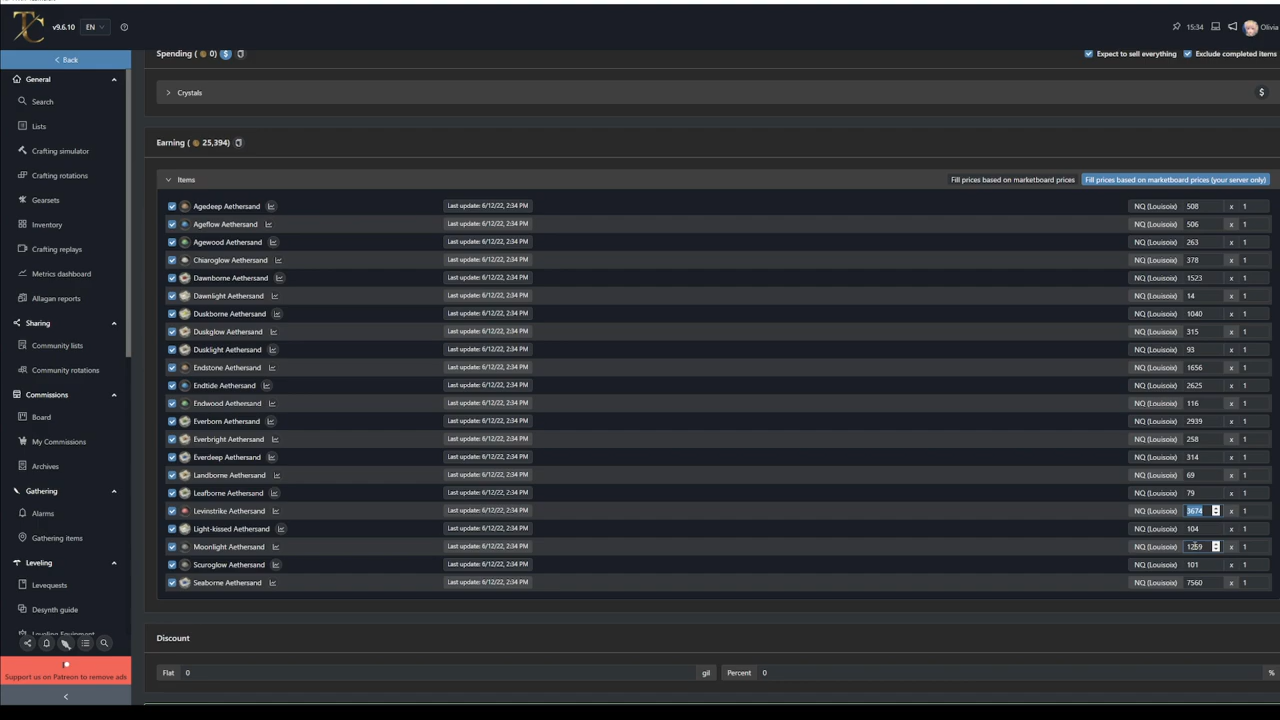 v9.6.10 EN 15:34 Olivia
Back
General
Search
Lists
Crafting simulator
Crafting rotations
Gearsets
Inventory
Crafting replays
Metrics dashboard
Allagan reports
Sharing
Community lists
Community rotations
Commissions
Board
My Commissions
Archives
Gathering
Alarms
Gathering items
Leveling
Levequests
Desynth guide
Leveling Equipment
Support us on Patreon to remove ads
Spending ( 0) $ Expect to sell everything Exclude completed items
Crystals $
Earning ( 25,394)
Items Fill prices based on marketboard prices Fill prices based on marketboard prices (your server only)
Agedeep Aethersand Last update: 6/12/22, 2:34 PM NQ (Louisoix) 508 x 1
Ageflow Aethersand Last update: 6/12/22, 2:34 PM NQ (Louisoix) 506 x 1
Agewood Aethersand Last update: 6/12/22, 2:34 PM NQ (Louisoix) 263 x 1
Chiaroglow Aethersand Last update: 6/12/22, 2:34 PM NQ (Louisoix) 378 x 1
Dawnborne Aethersand Last update: 6/12/22, 2:34 PM NQ (Louisoix) 1523 x 1
Dawnlight Aethersand Last update: 6/12/22, 2:34 PM NQ (Louisoix) 14 x 1
Duskborne Aethersand Last update: 6/12/22, 2:34 PM NQ (Louisoix) 1040 x 1
Duskglow Aethersand Last update: 6/12/22, 2:34 PM NQ (Louisoix) 315 x 1
Dusklight Aethersand Last update: 6/12/22, 2:34 PM NQ (Louisoix) 93 x 1
Endstone Aethersand Last update: 6/12/22, 2:34 PM NQ (Louisoix) 1656 x 1
Endtide Aethersand Last update: 6/12/22, 2:34 PM NQ (Louisoix) 2625 x 1
Endwood Aethersand Last update: 6/12/22, 2:34 PM NQ (Louisoix) 116 x 1
Everborn Aethersand Last update: 6/12/22, 2:34 PM NQ (Louisoix) 2939 x 1
Everbright Aethersand Last update: 6/12/22, 2:34 PM NQ (Louisoix) 258 x 1
Everdeep Aethersand Last update: 6/12/22, 2:34 PM NQ (Louisoix) 314 x 1
Landborne Aethersand Last update: 6/12/22, 2:34 PM NQ (Louisoix) 69 x 1
Leafborne Aethersand Last update: 6/12/22, 2:34 PM NQ (Louisoix) 79 x 1
Levinstrike Aethersand Last update: 6/12/22, 2:34 PM NQ (Louisoix) 3674 x 1
Light-kissed Aethersand Last update: 6/12/22, 2:34 PM NQ (Louisoix) 104 x 1
Moonlight Aethersand Last update: 6/12/22, 2:34 PM NQ (Louisoix) 1259 x 1
Scuroglow Aethersand Last update: 6/12/22, 2:34 PM NQ (Louisoix) 101 x 1
Seaborne Aethersand Last update: 6/12/22, 2:34 PM NQ (Louisoix) 7560 x 1
Discount
Flat 0 gil Percent 0 %